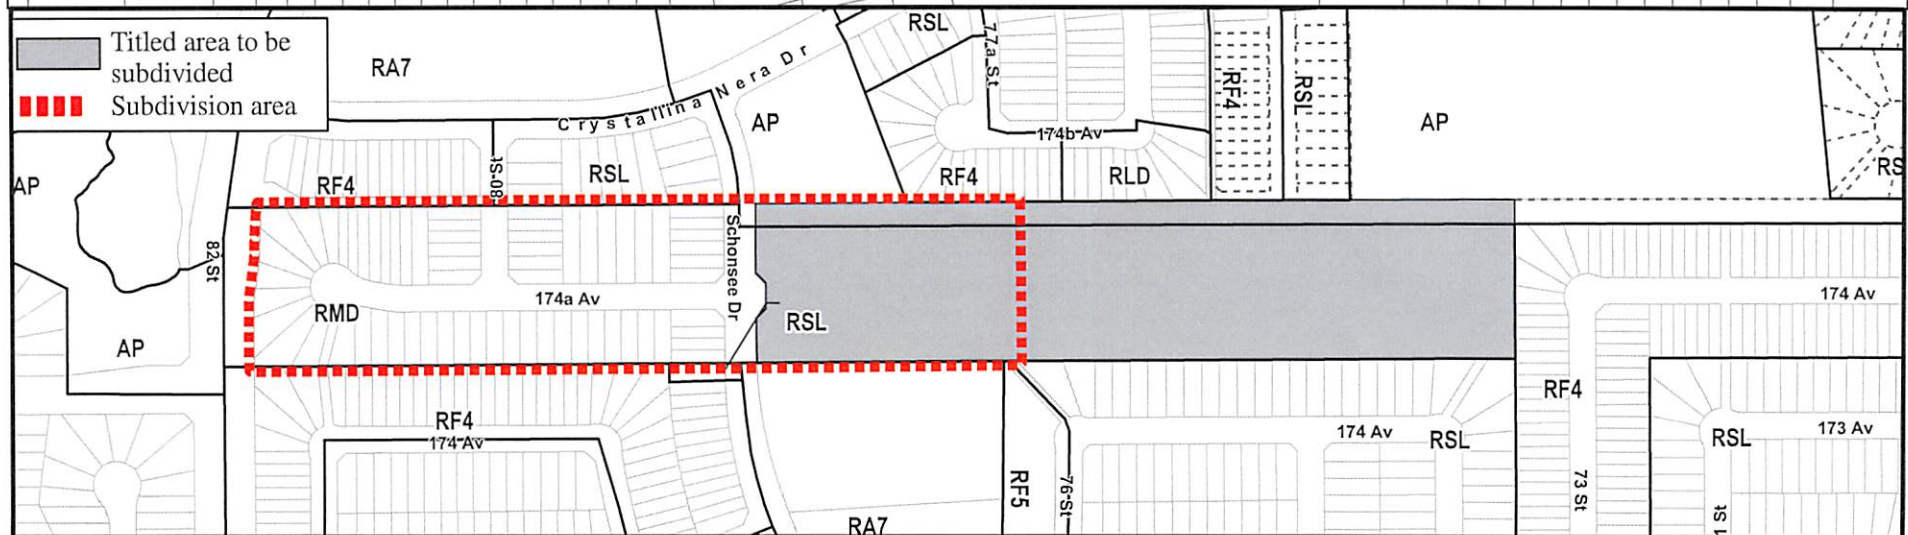 Titled area to be
subdivided
Subdivision area
RA7
Crystallina Nera Dr
RSL
77a St
RF4
RSL
AP
AP
174b Av
RF4
RLD
RS
AP
RF4
80 St
RSL
82 St
Schonsee Dr
174a Av
RMD
RSL
AP
174 Av
RF4
RF4
174 Av
174 Av
RSL
RSL
173 Av
RF5
76 St
73 St
RA7
St